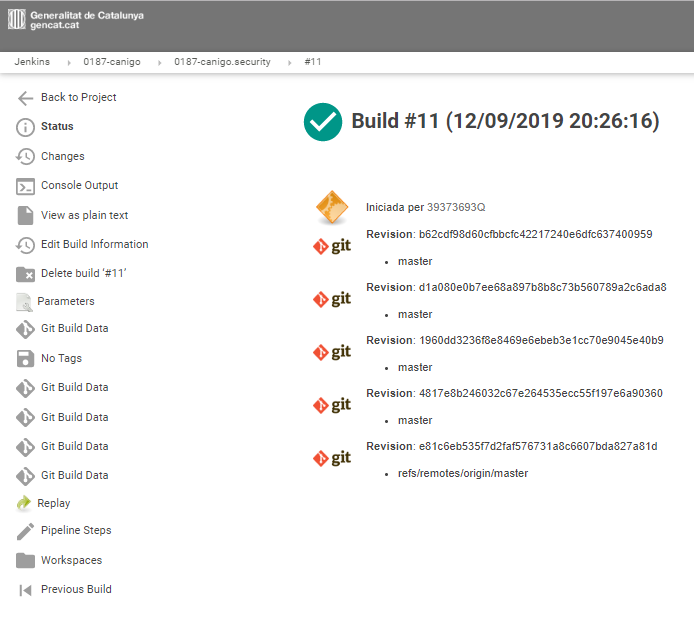 Generalitat de Catalunya
gencat.cat
Jenkins › 0187-canigo › 0187-canigo.security › #11
Back to Project
Status
Changes
Console Output
View as plain text
Edit Build Information
Delete build ‘#11’
Parameters
Git Build Data
No Tags
Git Build Data
Git Build Data
Git Build Data
Git Build Data
Replay
Pipeline Steps
Workspaces
Previous Build
Build #11 (12/09/2019 20:26:16)
Iniciada per 39373693Q
git
Revision: b62cdf98d60cfbbcfc42217240e6dfc637400959
• master
git
Revision: d1a080e0b7ee68a897b8b8c73b560789a2c6ada8
• master
git
Revision: 1960dd3236f8e8469e6ebeb3e1cc70e9045e40b9
• master
git
Revision: 4817e8b246032c67e264535ecc55f197e6a90360
• master
git
Revision: e81c6eb535f7d2faf576731a8c6607bda827a81d
• refs/remotes/origin/master